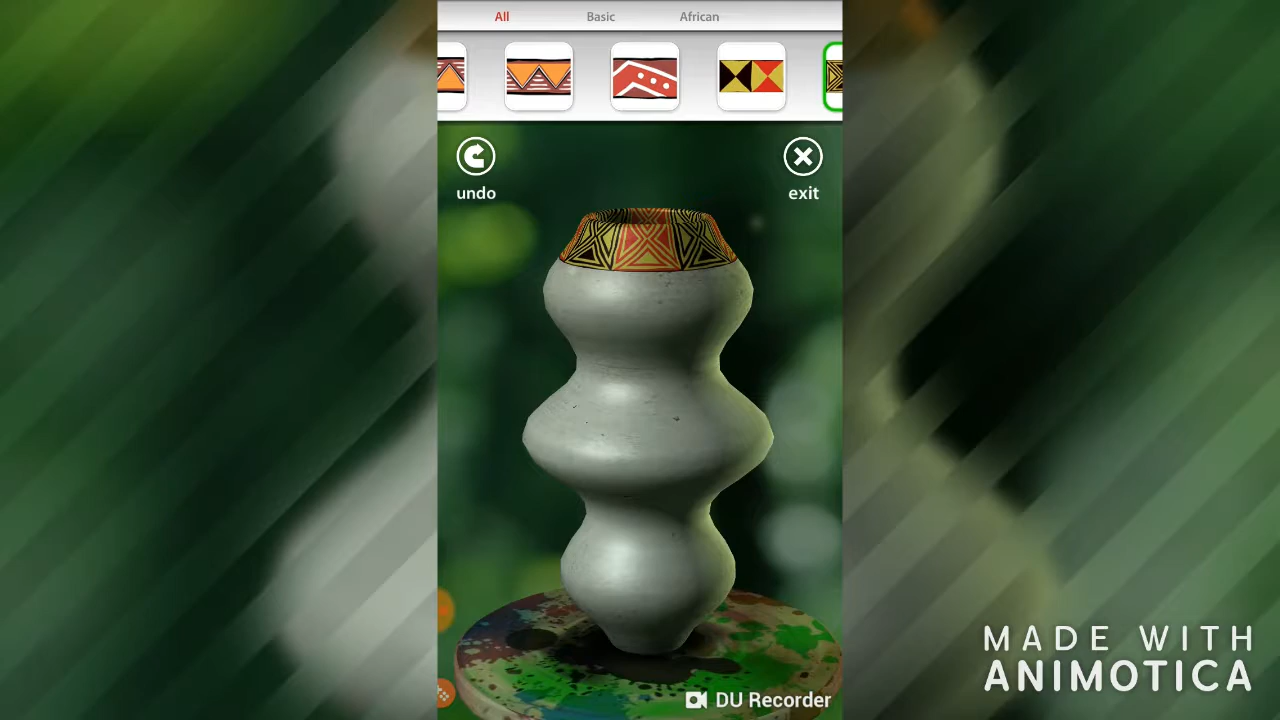 All Basic African
undo exit
DU Recorder
MADE WITH
ANIMOTICA